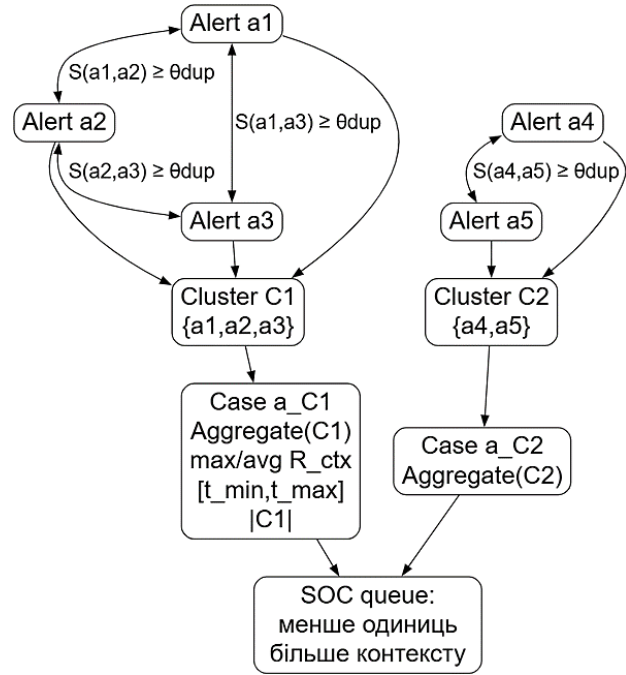 Alert a1
S(a1,a2) ≥ θdup
Alert a2
S(a1,a3) ≥ θdup
Alert a4
S(a2,a3) ≥ θdup
S(a4,a5) ≥ θdup
Alert a3
Alert a5
Cluster C1
{a1,a2,a3}
Cluster C2
{a4,a5}
Case a_C1
Aggregate(C1)
max/avg R_ctx
[t_min,t_max]
|C1|
Case a_C2
Aggregate(C2)
SOC queue:
менше одиниць
більше контексту